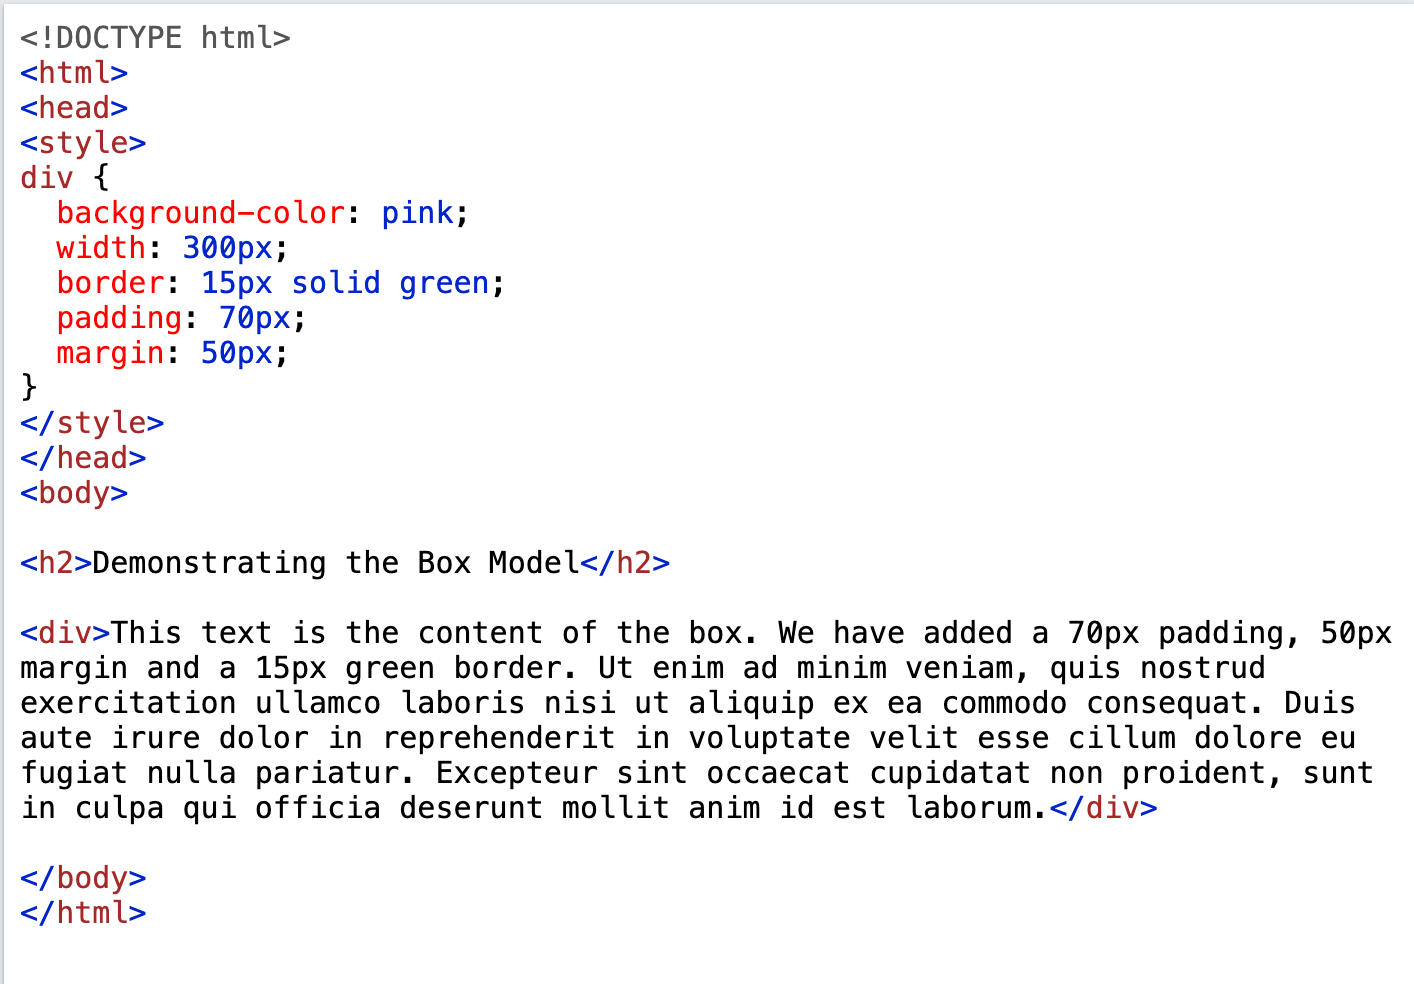 <!DOCTYPE html>
<html>
<head>
<style>
div {
  background-color: pink;
  width: 300px;
  border: 15px solid green;
  padding: 70px;
  margin: 50px;
}
</style>
</head>
<body>

<h2>Demonstrating the Box Model</h2>

<div>This text is the content of the box. We have added a 70px padding, 50px
margin and a 15px green border. Ut enim ad minim veniam, quis nostrud
exercitation ullamco laboris nisi ut aliquip ex ea commodo consequat. Duis
aute irure dolor in reprehenderit in voluptate velit esse cillum dolore eu
fugiat nulla pariatur. Excepteur sint occaecat cupidatat non proident, sunt
in culpa qui officia deserunt mollit anim id est laborum.</div>

</body>
</html>